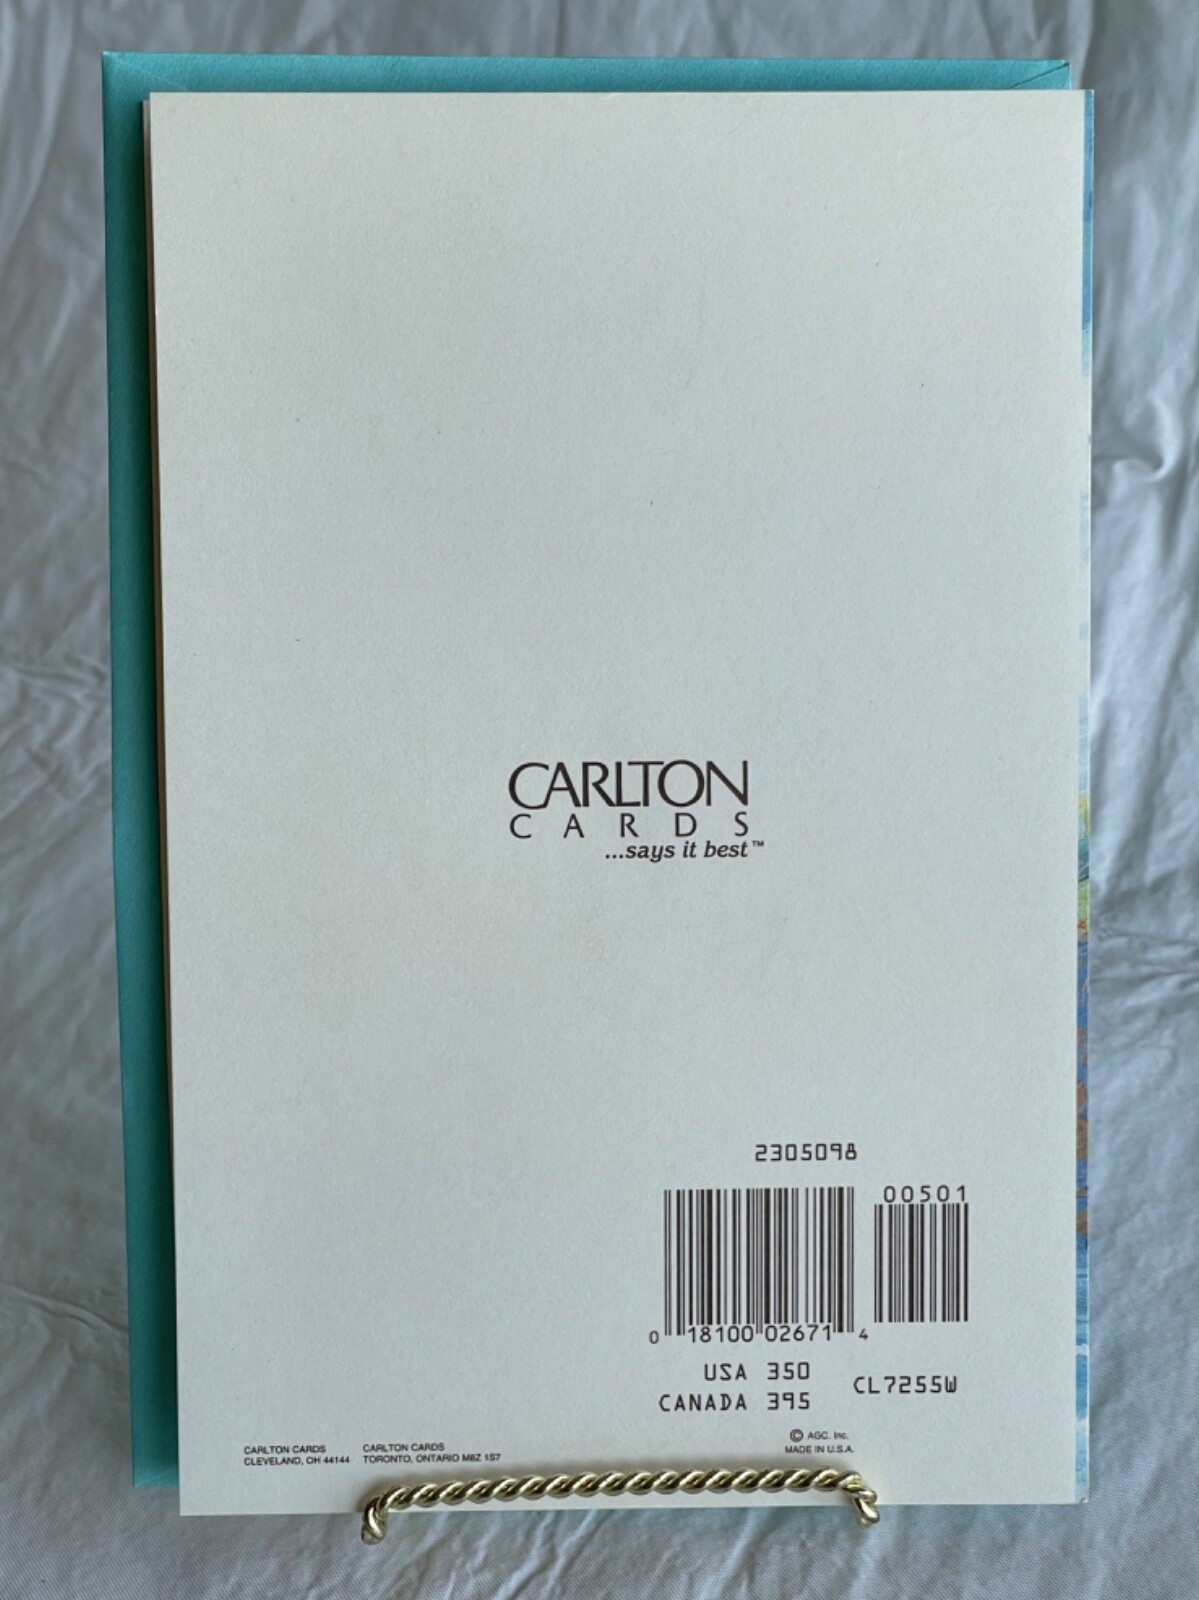 CARLTON
CARDS
...says it best™
2305098
00501
0 18100 02671 4
USA 350
CANADA 395
CL7255W
CARLTON CARDS
CLEVELAND, OH 44144
CARLTON CARDS
TORONTO, ONTARIO M8Z 1S7
© AGC, Inc.
MADE IN U.S.A.